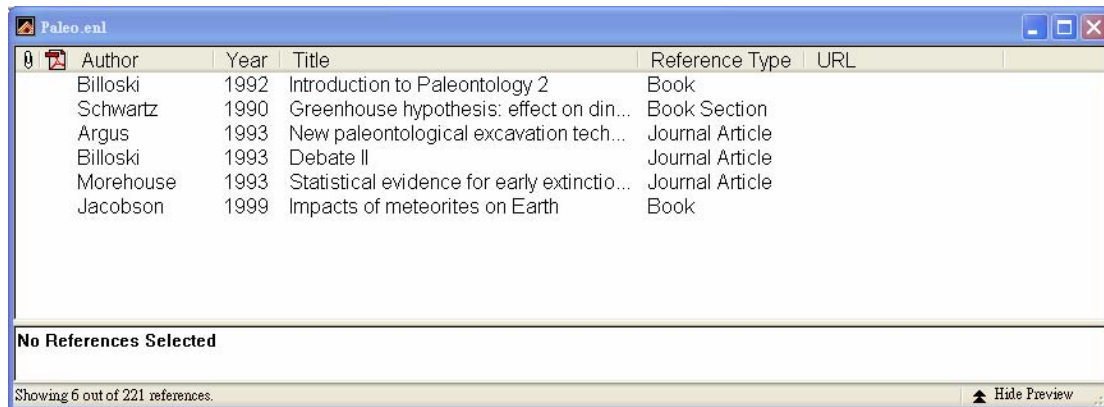 Paleo.enl
Author Year Title Reference Type URL
Billoski 1992 Introduction to Paleontology 2 Book
Schwartz 1990 Greenhouse hypothesis: effect on din... Book Section
Argus 1993 New paleontological excavation tech... Journal Article
Billoski 1993 Debate II Journal Article
Morehouse 1993 Statistical evidence for early extinctio... Journal Article
Jacobson 1999 Impacts of meteorites on Earth Book
No References Selected
Showing 6 out of 221 references. Hide Preview